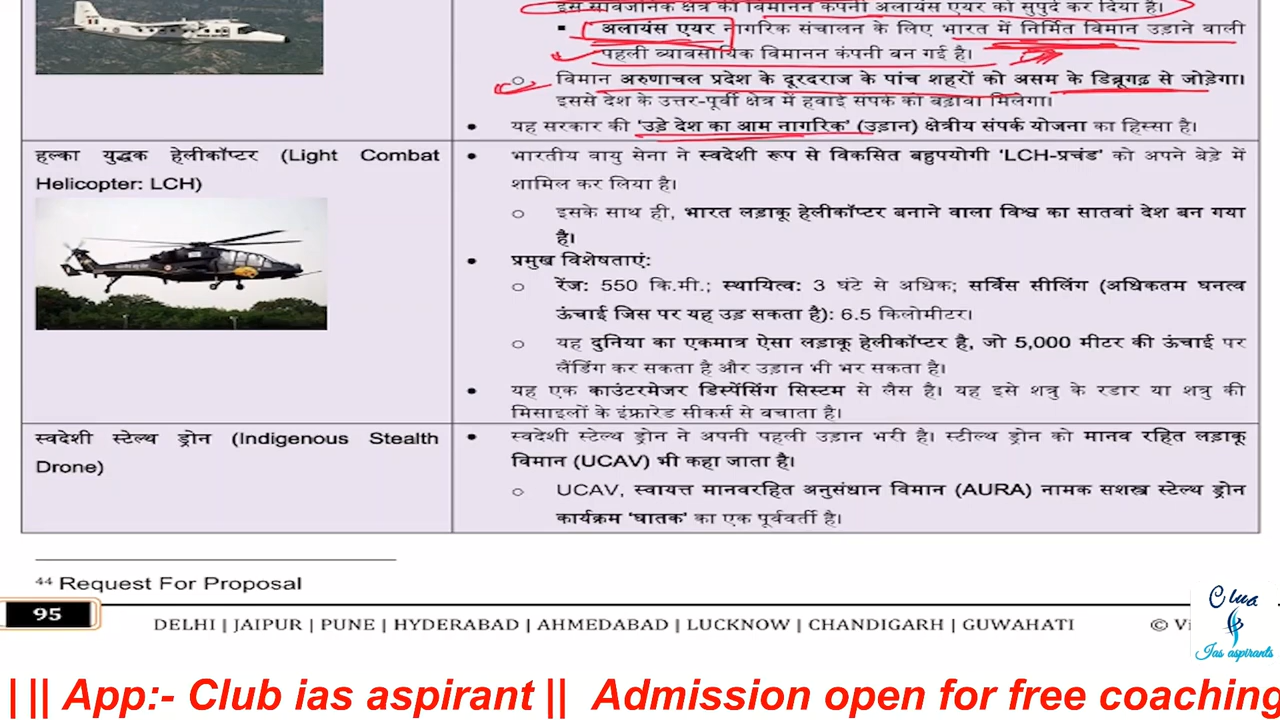 इस सार्वजनिक क्षेत्र की विमानन कंपनी अलायंस एयर को सुपुर्द कर दिया है।
▪ अलायंस एयर नागरिक संचालन के लिए भारत में निर्मित विमान उड़ाने वाली
पहली व्यावसायिक विमानन कंपनी बन गई है।
○ विमान अरुणाचल प्रदेश के दूरदराज के पांच शहरों को असम के डिब्रूगढ़ से जोड़ेगा।
इससे देश के उत्तर-पूर्वी क्षेत्र में हवाई संपर्क को बढ़ावा मिलेगा।
● यह सरकार की 'उड़े देश का आम नागरिक' (उड़ान) क्षेत्रीय संपर्क योजना का हिस्सा है।
हल्का युद्धक हेलीकॉप्टर (Light Combat
Helicopter: LCH)
● भारतीय वायु सेना ने स्वदेशी रूप से विकसित बहुपयोगी 'LCH-प्रचंड' को अपने बेड़े में
शामिल कर लिया है।
○ इसके साथ ही, भारत लड़ाकू हेलीकॉप्टर बनाने वाला विश्व का सातवां देश बन गया
है।
● प्रमुख विशेषताएं:
○ रेंज: 550 कि.मी.; स्थायित्व: 3 घंटे से अधिक; सर्विस सीलिंग (अधिकतम घनत्व
ऊंचाई जिस पर यह उड़ सकता है): 6.5 किलोमीटर।
○ यह दुनिया का एकमात्र ऐसा लड़ाकू हेलीकॉप्टर है, जो 5,000 मीटर की ऊंचाई पर
लैंडिंग कर सकता है और उड़ान भी भर सकता है।
● यह एक काउंटरमेजर डिस्पेंसिंग सिस्टम से लैस है। यह इसे शत्रु के रडार या शत्रु की
मिसाइलों के इंफ्रारेड सीकर्स से बचाता है।
स्वदेशी स्टेल्थ ड्रोन (Indigenous Stealth
Drone)
● स्वदेशी स्टेल्थ ड्रोन ने अपनी पहली उड़ान भरी है। स्टील्थ ड्रोन को मानव रहित लड़ाकू
विमान (UCAV) भी कहा जाता है।
○ UCAV, स्वायत्त मानवरहित अनुसंधान विमान (AURA) नामक सशस्त्र स्टेल्थ ड्रोन
कार्यक्रम 'घातक' का एक पूर्ववर्ती है।
44 Request For Proposal
95
DELHI | JAIPUR | PUNE | HYDERABAD | AHMEDABAD | LUCKNOW | CHANDIGARH | GUWAHATI
© Vi
Club
Ias aspirants
| || App:- Club ias aspirant || Admission open for free coaching